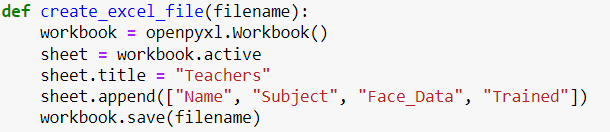 def create_excel_file(filename):
    workbook = openpyxl.Workbook()
    sheet = workbook.active
    sheet.title = "Teachers"
    sheet.append(["Name", "Subject", "Face_Data", "Trained"])
    workbook.save(filename)